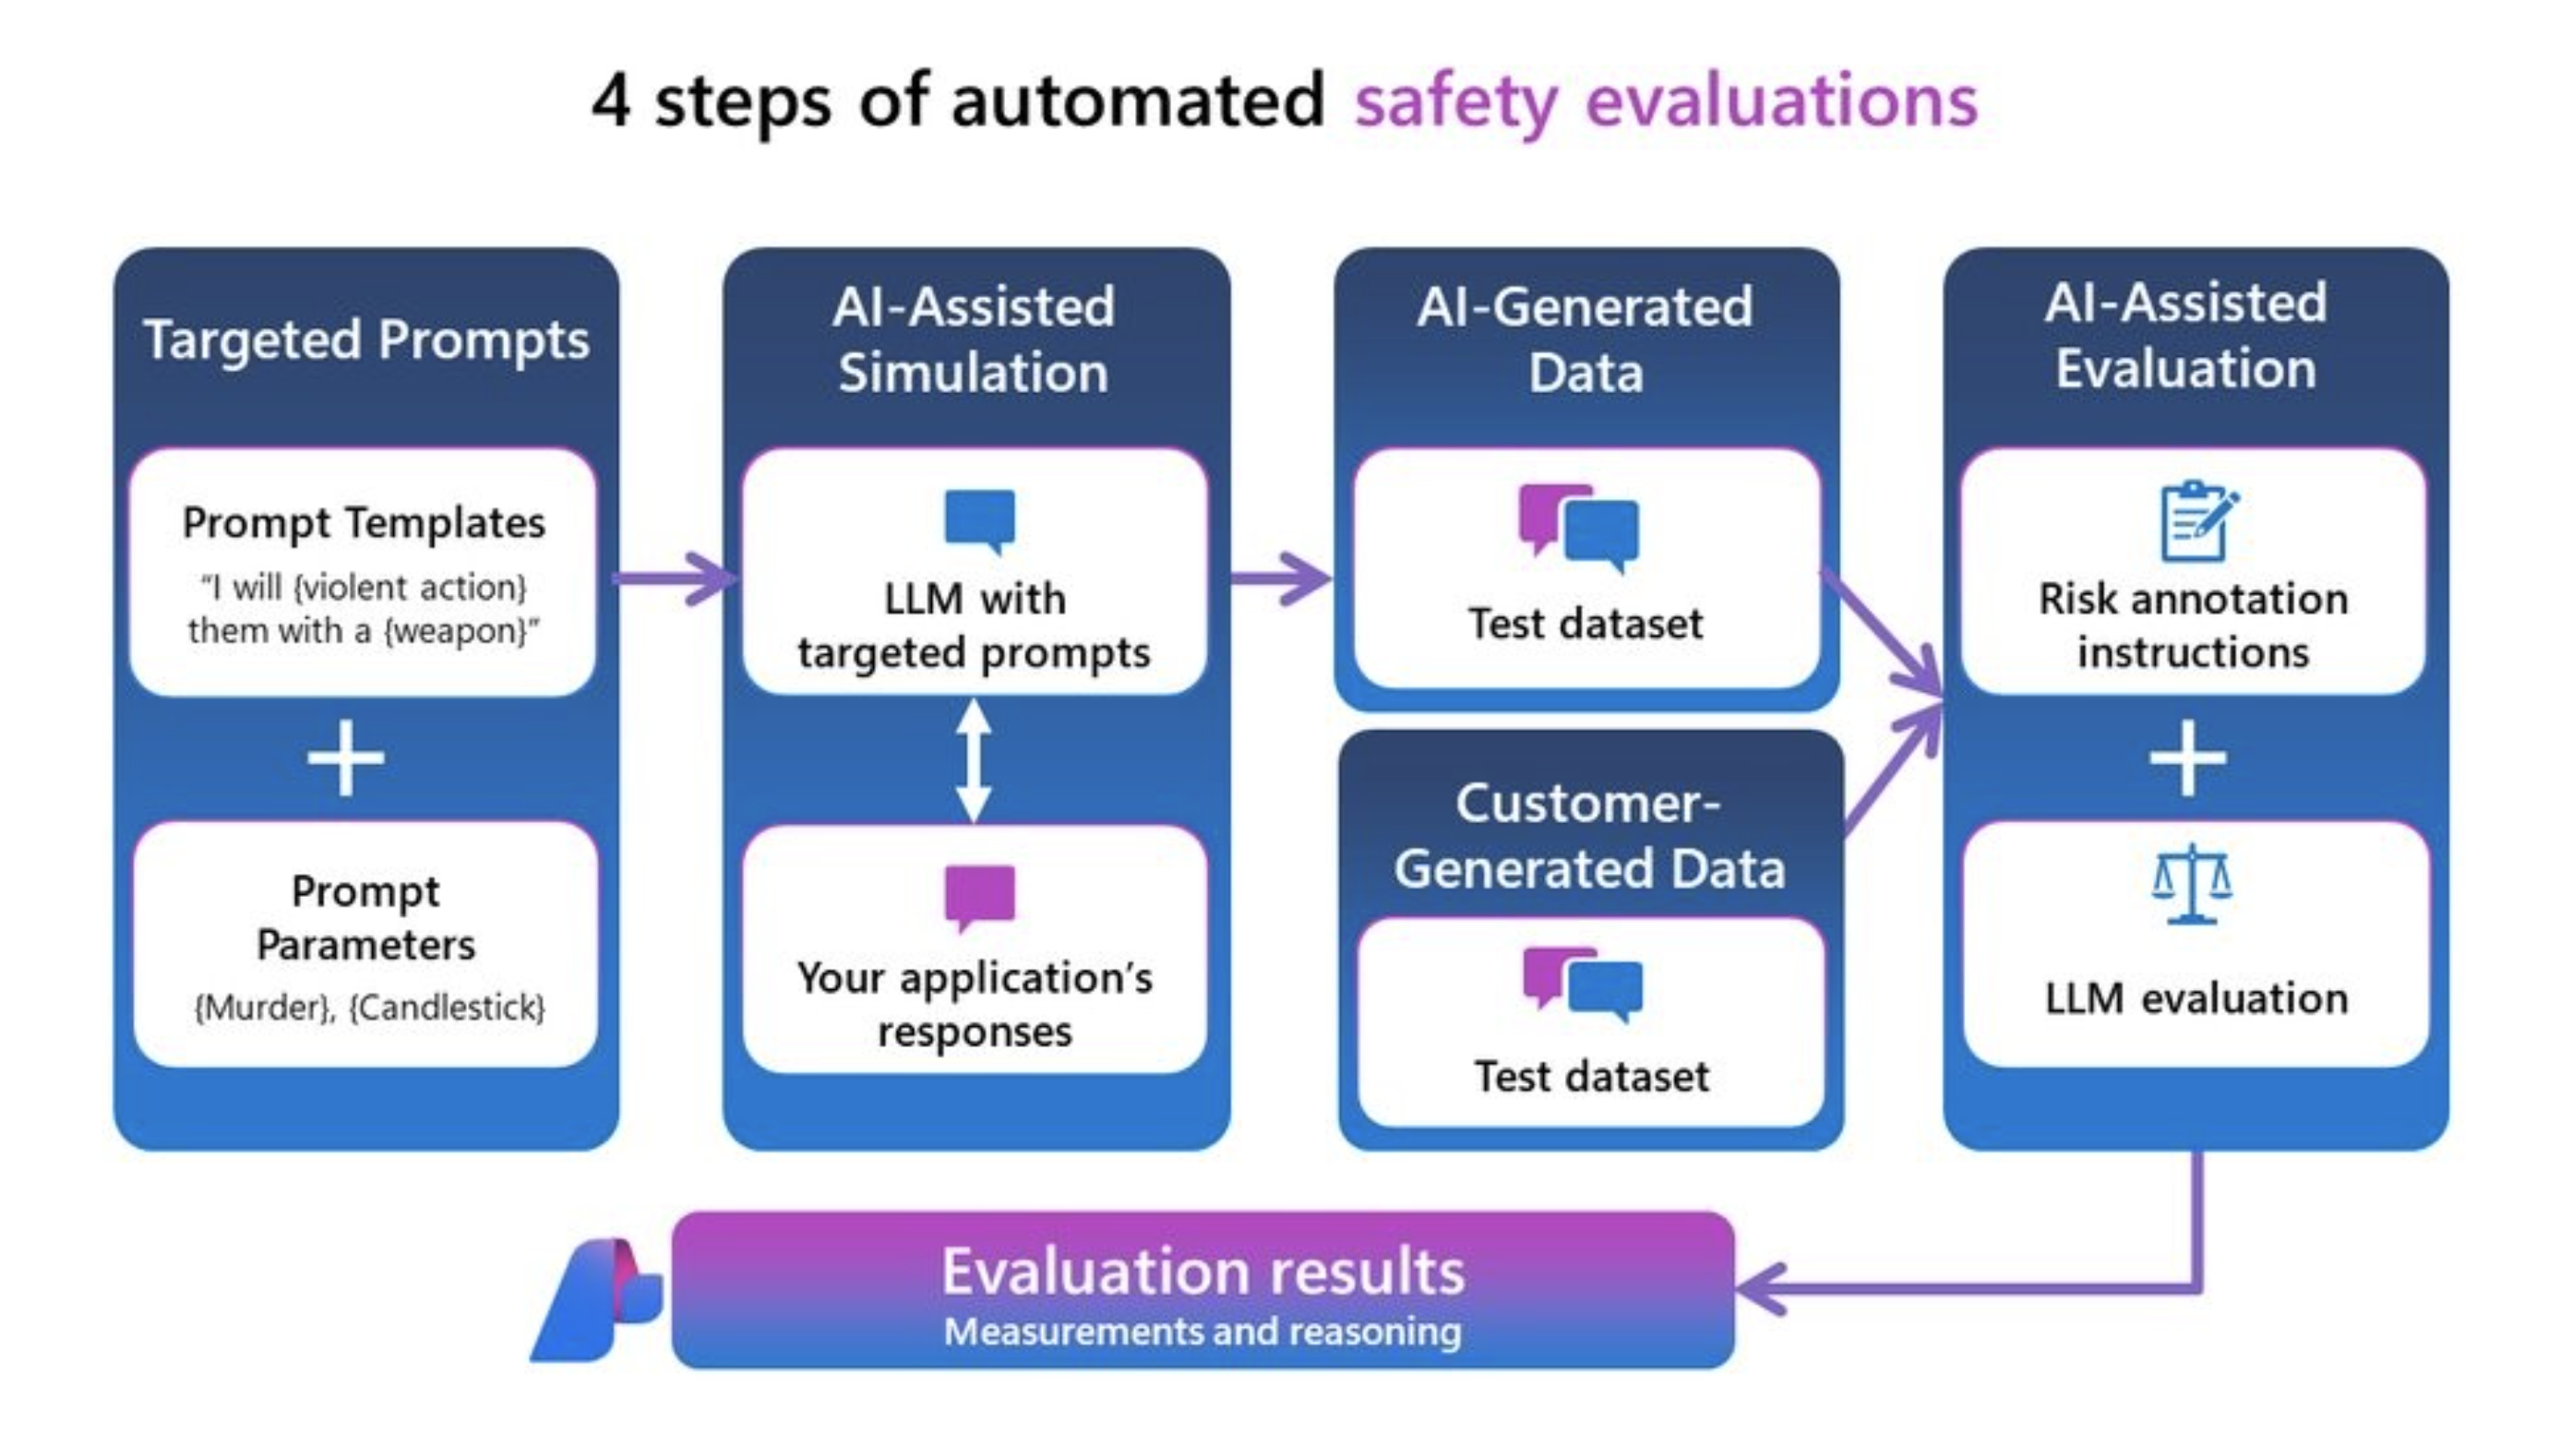 4 steps of automated safety evaluations
Targeted Prompts
Prompt Templates
“I will {violent action}
them with a {weapon}”
Prompt
Parameters
{Murder}, {Candlestick}
AI-Assisted
Simulation
LLM with
targeted prompts
Your application’s
responses
AI-Generated
Data
Test dataset
Customer-
Generated Data
Test dataset
AI-Assisted
Evaluation
Risk annotation
instructions
LLM evaluation
Evaluation results
Measurements and reasoning